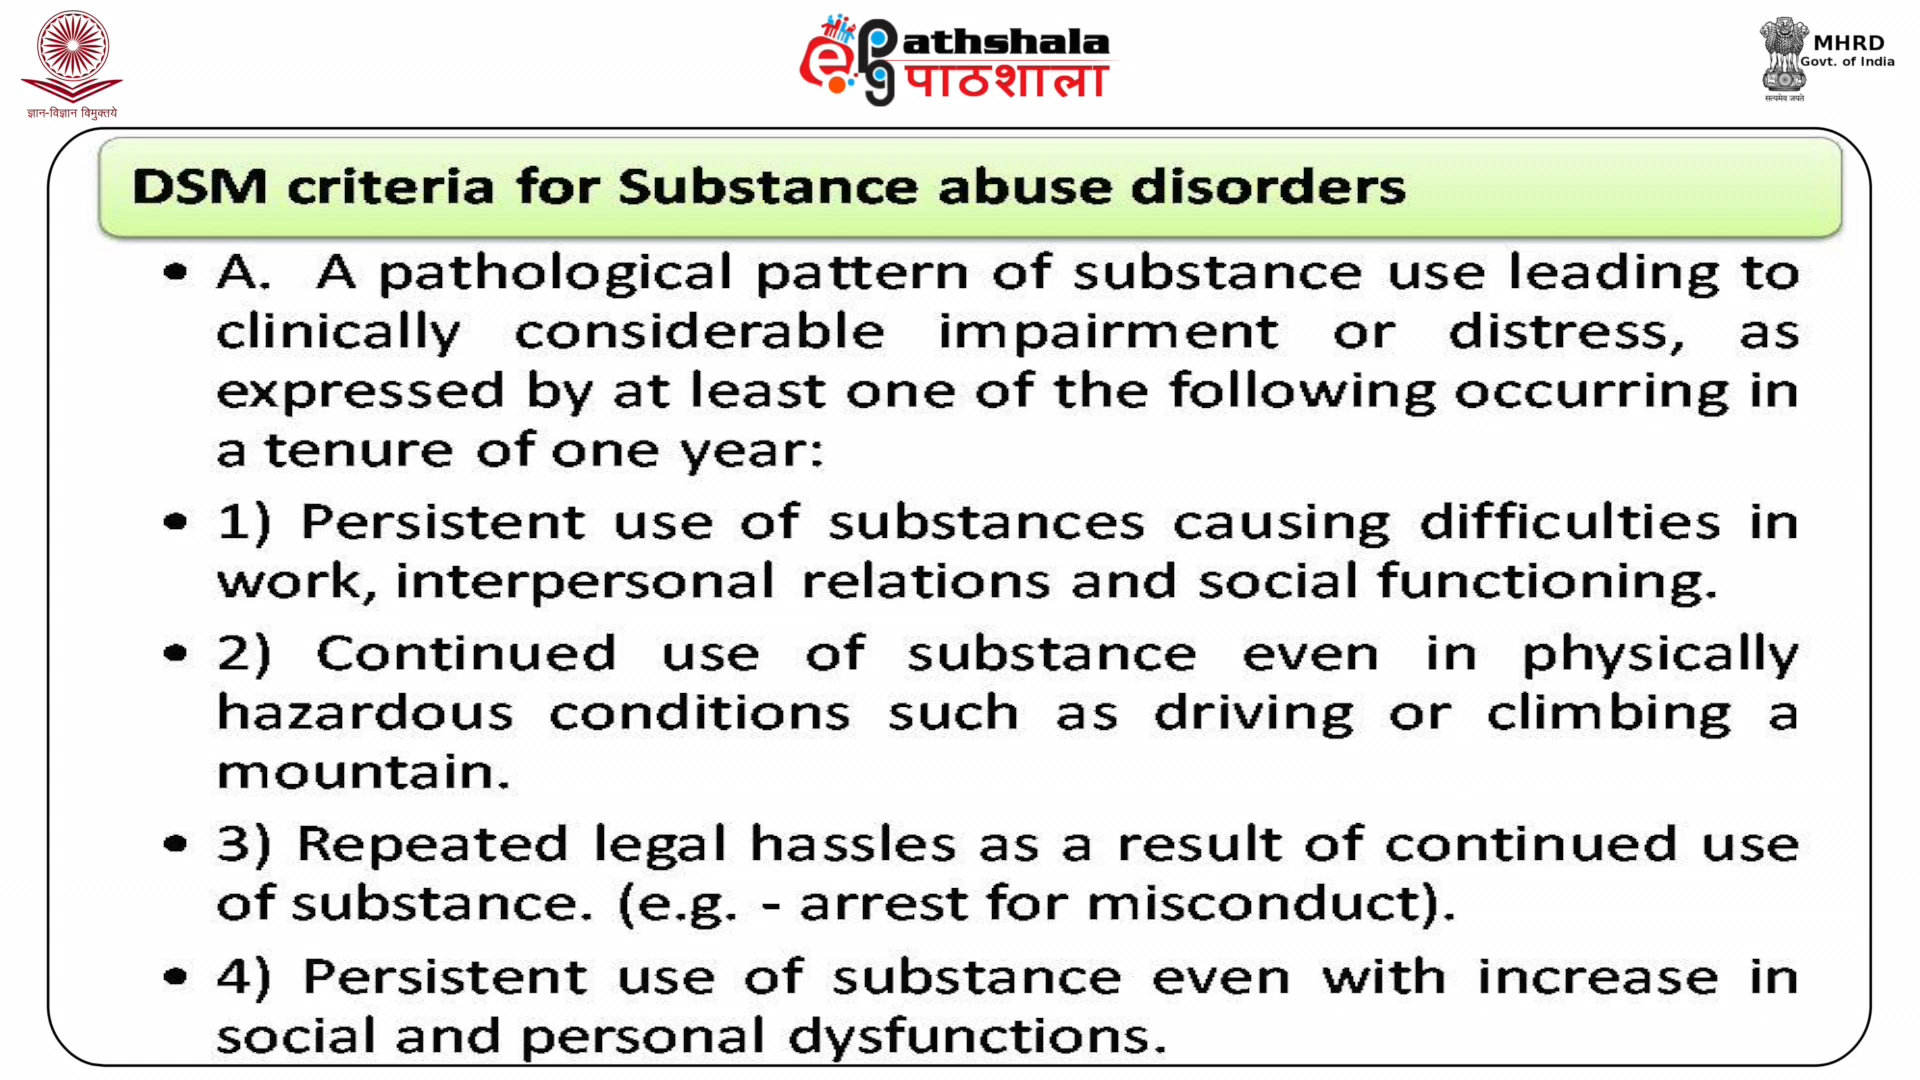 ज्ञान-विज्ञान विमुक्तये
ePg Pathshala
पाठशाला
सत्यमेव जयते
MHRD
Govt. of India
DSM criteria for Substance abuse disorders
• A. A pathological pattern of substance use leading to
clinically considerable impairment or distress, as
expressed by at least one of the following occurring in
a tenure of one year:
• 1) Persistent use of substances causing difficulties in
work, interpersonal relations and social functioning.
• 2) Continued use of substance even in physically
hazardous conditions such as driving or climbing a
mountain.
• 3) Repeated legal hassles as a result of continued use
of substance. (e.g. - arrest for misconduct).
• 4) Persistent use of substance even with increase in
social and personal dysfunctions.